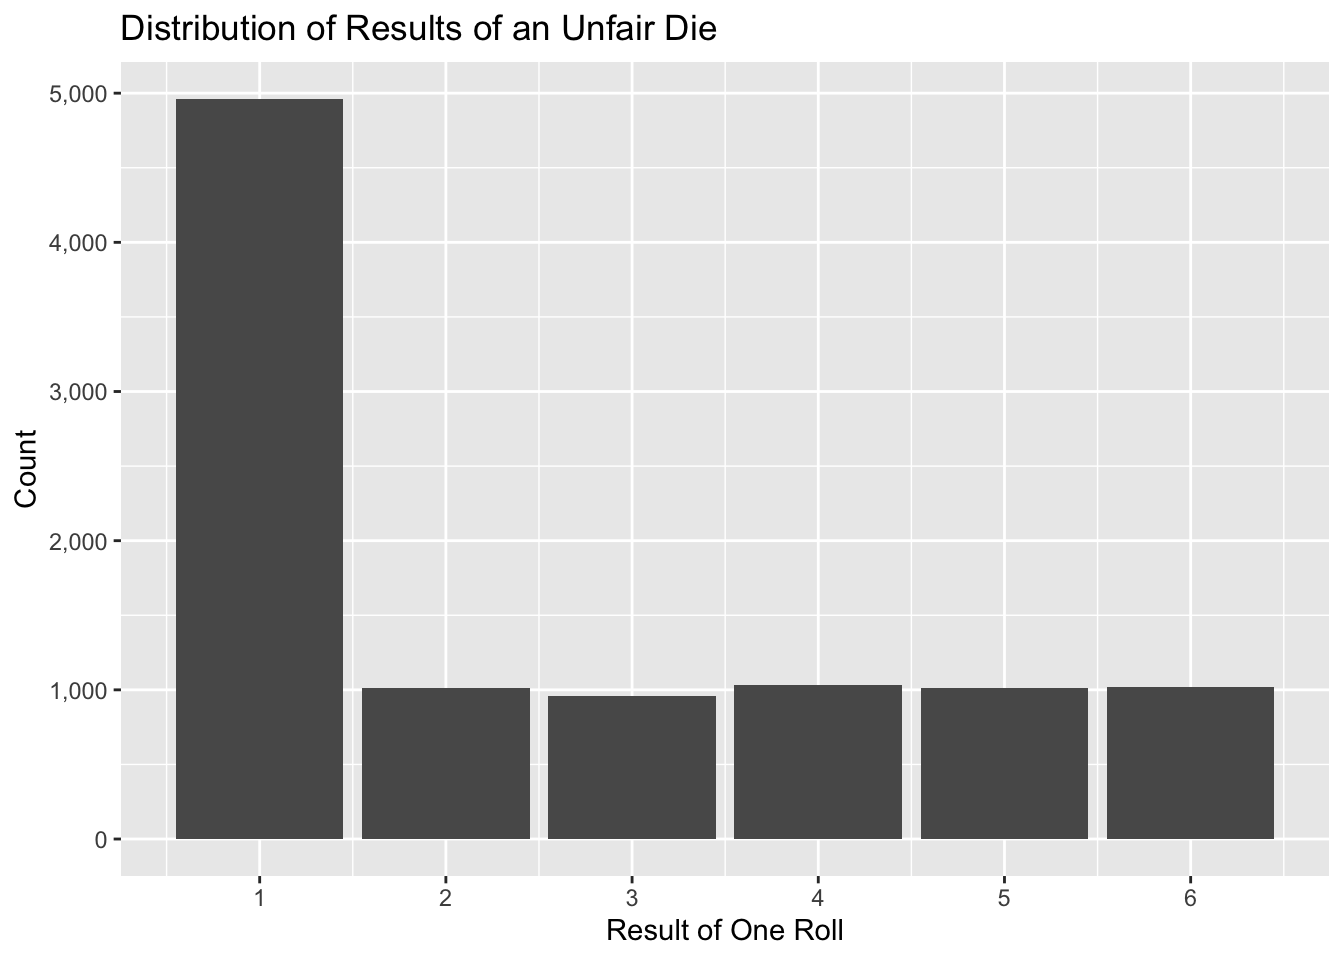 Distribution of Results of an Unfair Die
5,000
4,000
3,000
2,000
1,000
0
Count
1 2 3 4 5 6
Result of One Roll